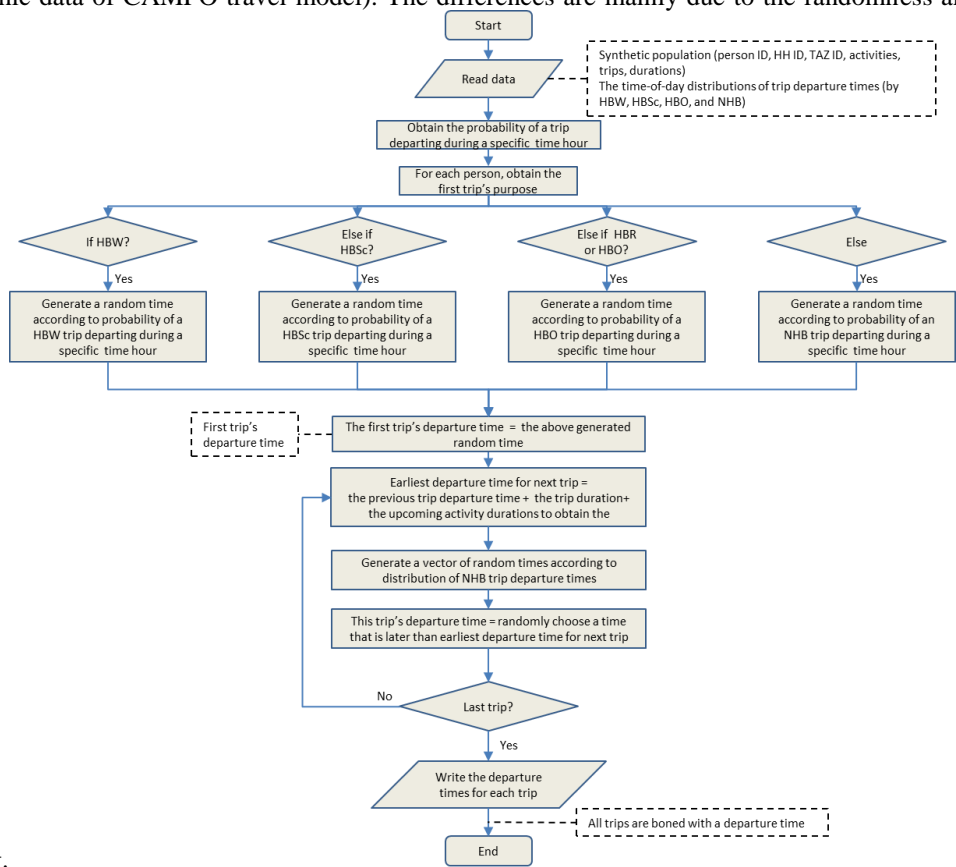 me data of CAMPO travel model). The differences are mainly due to the randomness a
Start
Read data
Synthetic population (person ID, HH ID, TAZ ID, activities,
trips, durations)
The time-of-day distributions of trip departure times (by
HBW, HBSc, HBO, and NHB)
Obtain the probability of a trip
departing during a specific time hour
For each person, obtain the
first trip's purpose
If HBW?
Else if
HBSc?
Else if HBR
or HBO?
Else
Yes
Yes
Yes
Yes
Generate a random time
according to probability of a
HBW trip departing during a
specific time hour
Generate a random time
according to probability of a
HBSc trip departing during a
specific time hour
Generate a random time
according to probability of a
HBO trip departing during a
specific time hour
Generate a random time
according to probability of an
NHB trip departing during a
specific time hour
First trip's
departure time
The first trip's departure time = the above generated
random time
Earliest departure time for next trip =
the previous trip departure time + the trip duration+
the upcoming activity durations to obtain the
Generate a vector of random times according to
distribution of NHB trip departure times
This trip's departure time = randomly choose a time
that is later than earliest departure time for next trip
No
Last trip?
Yes
Write the departure
times for each trip
All trips are boned with a departure time
End